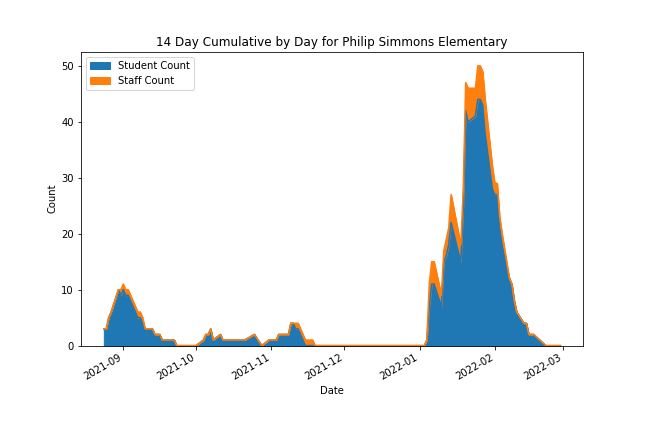 14 Day Cumulative by Day for Philip Simmons Elementary
Student Count
Staff Count
50
40
30
20
10
0
Count
2021-09
2021-10
2021-11
2021-12
2022-01
2022-02
2022-03
Date